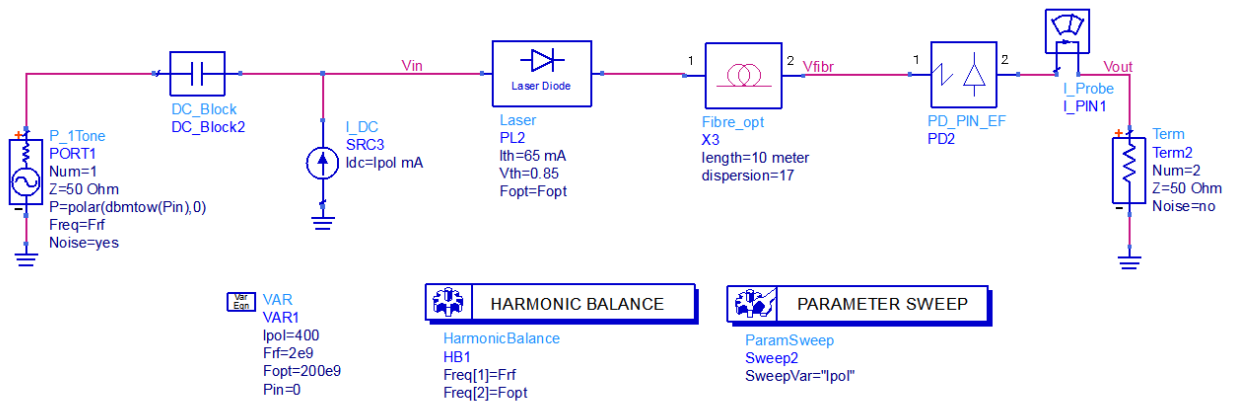 P_1Tone
PORT1
Num=1
Z=50 Ohm
P=polar(dbmtow(Pin),0)
Freq=Frf
Noise=yes
DC_Block
DC_Block2
I_DC
SRC3
Idc=Ipol mA
Vin
Laser Diode
Laser
PL2
Ith=65 mA
Vth=0.85
Fopt=Fopt
1
2
Fibre_opt
X3
length=10 meter
dispersion=17
Vfibr
1
2
PD_PIN_EF
PD2
I_Probe
I_PIN1
Vout
Term
Term2
Num=2
Z=50 Ohm
Noise=no
Var
Eqn
VAR
VAR1
Ipol=400
Frf=2e9
Fopt=200e9
Pin=0
HARMONIC BALANCE
HarmonicBalance
HB1
Freq[1]=Frf
Freq[2]=Fopt
PARAMETER SWEEP
ParamSweep
Sweep2
SweepVar="Ipol"